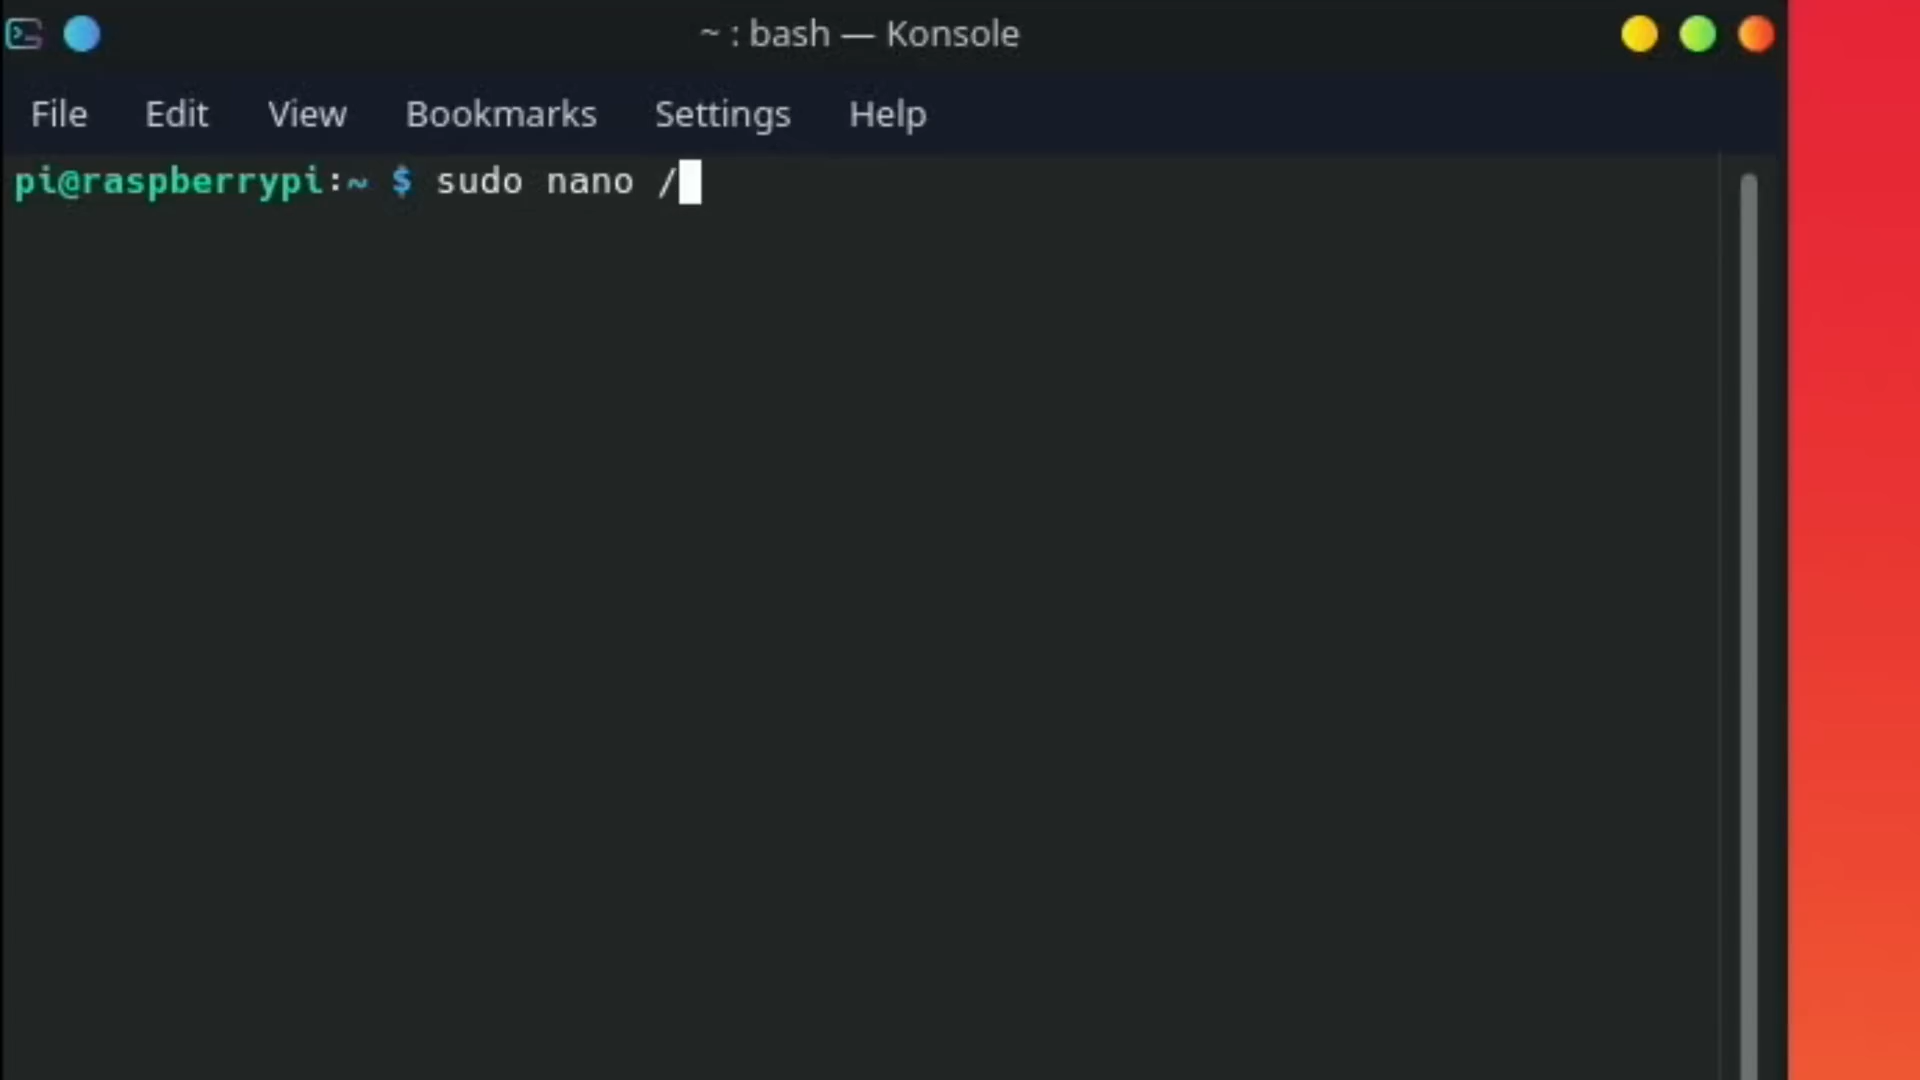 ~ : bash — Konsole
File Edit View Bookmarks Settings Help
pi@raspberrypi:~ $ sudo nano /